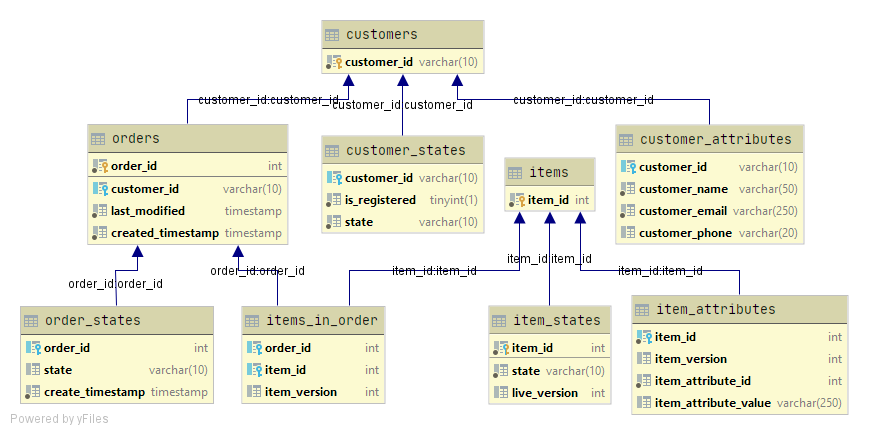 customers
customer_id varchar(10)
customer_id:customer_id
customer_id:customer_id
customer_id:customer_id
orders
order_id int
customer_id varchar(10)
last_modified timestamp
created_timestamp timestamp
customer_states
customer_id varchar(10)
is_registered tinyint(1)
state varchar(10)
items
item_id int
customer_attributes
customer_id varchar(10)
customer_name varchar(50)
customer_email varchar(250)
customer_phone varchar(20)
order_id:order_id
order_id:order_id
item_id:item_id
item_id:item_id
item_id:item_id
order_states
order_id int
state varchar(10)
create_timestamp timestamp
items_in_order
order_id int
item_id int
item_version int
item_states
item_id int
state varchar(10)
live_version int
item_attributes
item_id int
item_version int
item_attribute_id int
item_attribute_value varchar(250)
Powered by yFiles